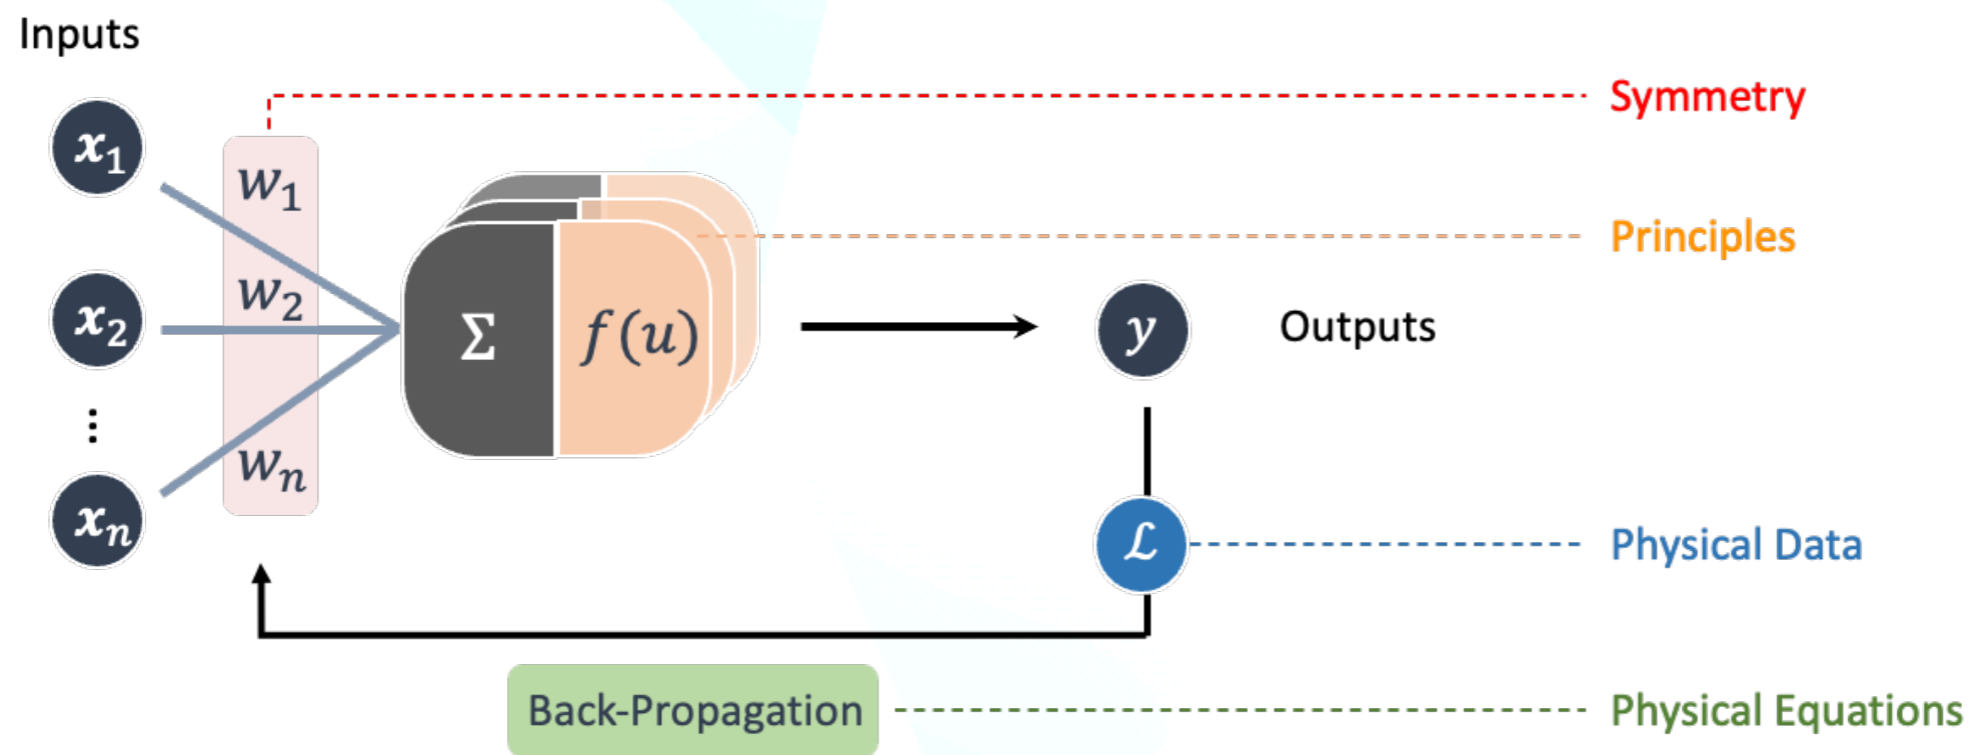 Inputs
Symmetry
x₁
w₁
Principles
w₂
x₂
Σ
f(u)
y
Outputs
⋮
wₙ
xₙ
ℒ
Physical Data
Back-Propagation
Physical Equations